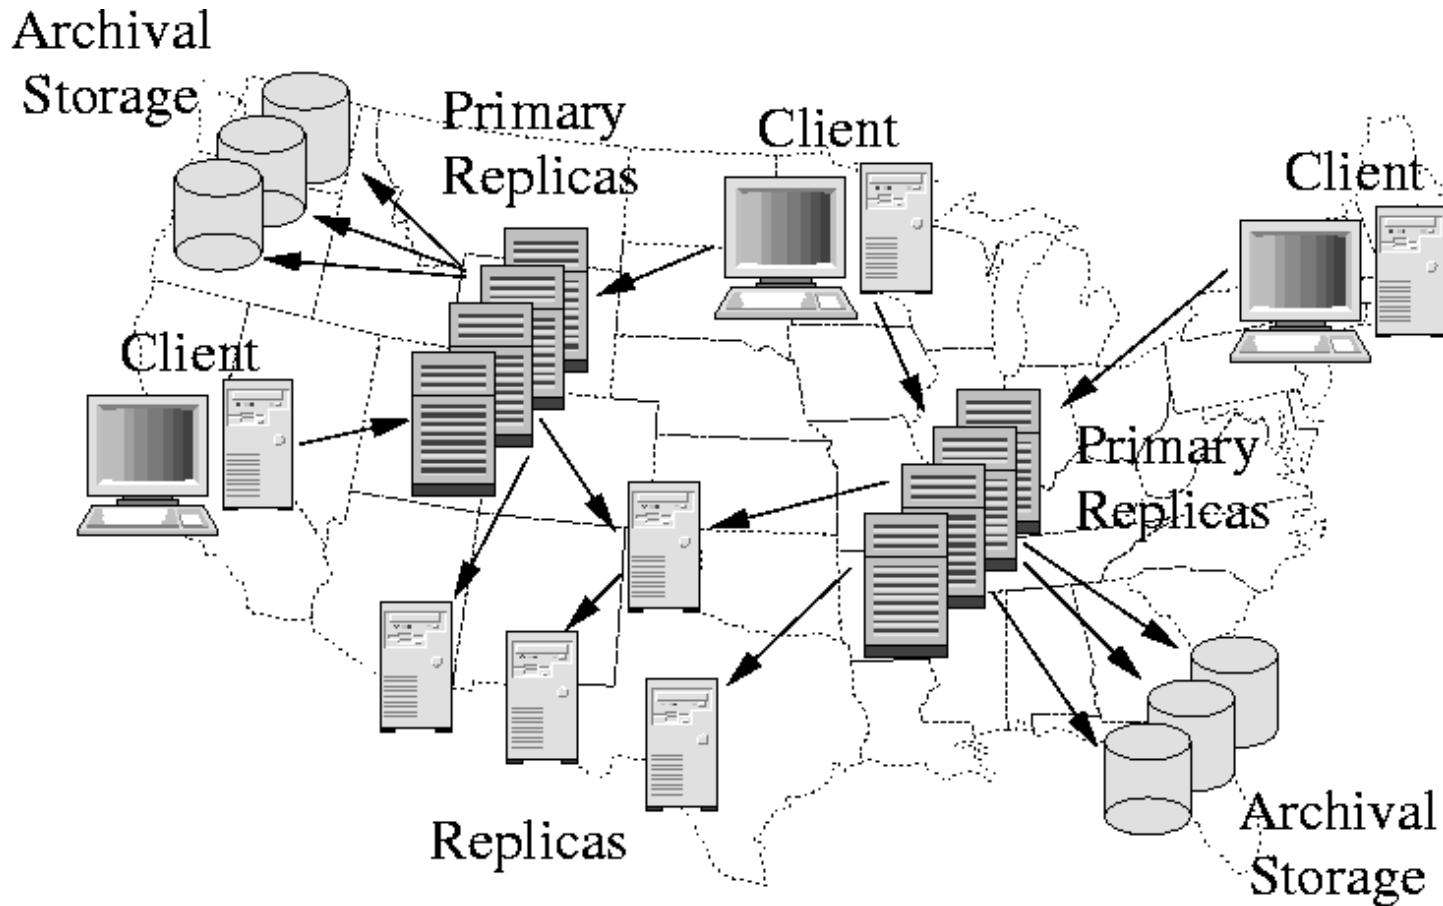 Archival
Storage
Primary
Replicas
Client
Client
Client
Primary
Replicas
Replicas
Archival
Storage